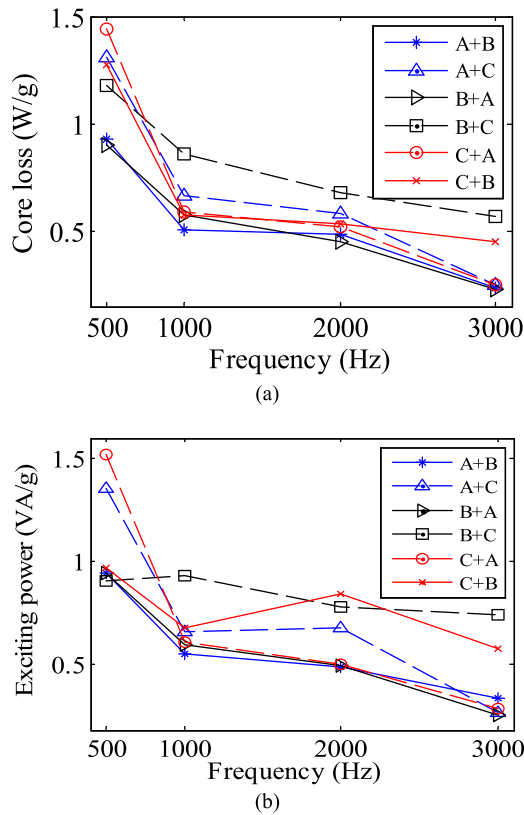 1.5
1
0.5
Core loss (W/g)
A+B
A+C
B+A
B+C
C+A
C+B
500 1000 2000 3000
Frequency (Hz)
(a)
1.5
1
0.5
Exciting power (VA/g)
A+B
A+C
B+A
B+C
C+A
C+B
500 1000 2000 3000
Frequency (Hz)
(b)